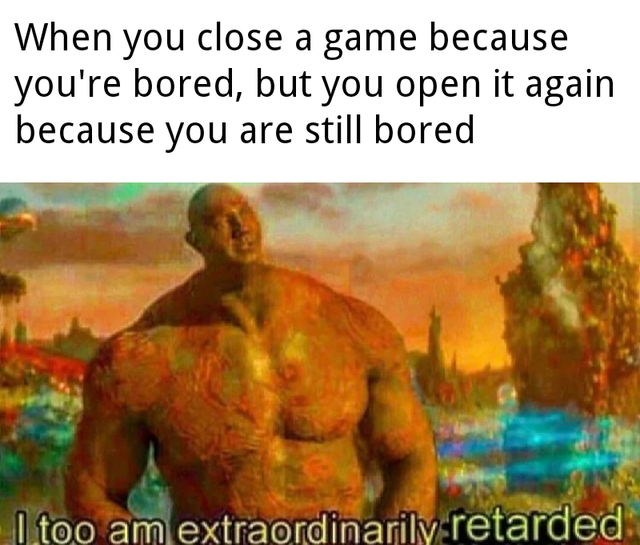 When you close a game because
you're bored, but you open it again
because you are still bored
I too am extraordinarily retarded